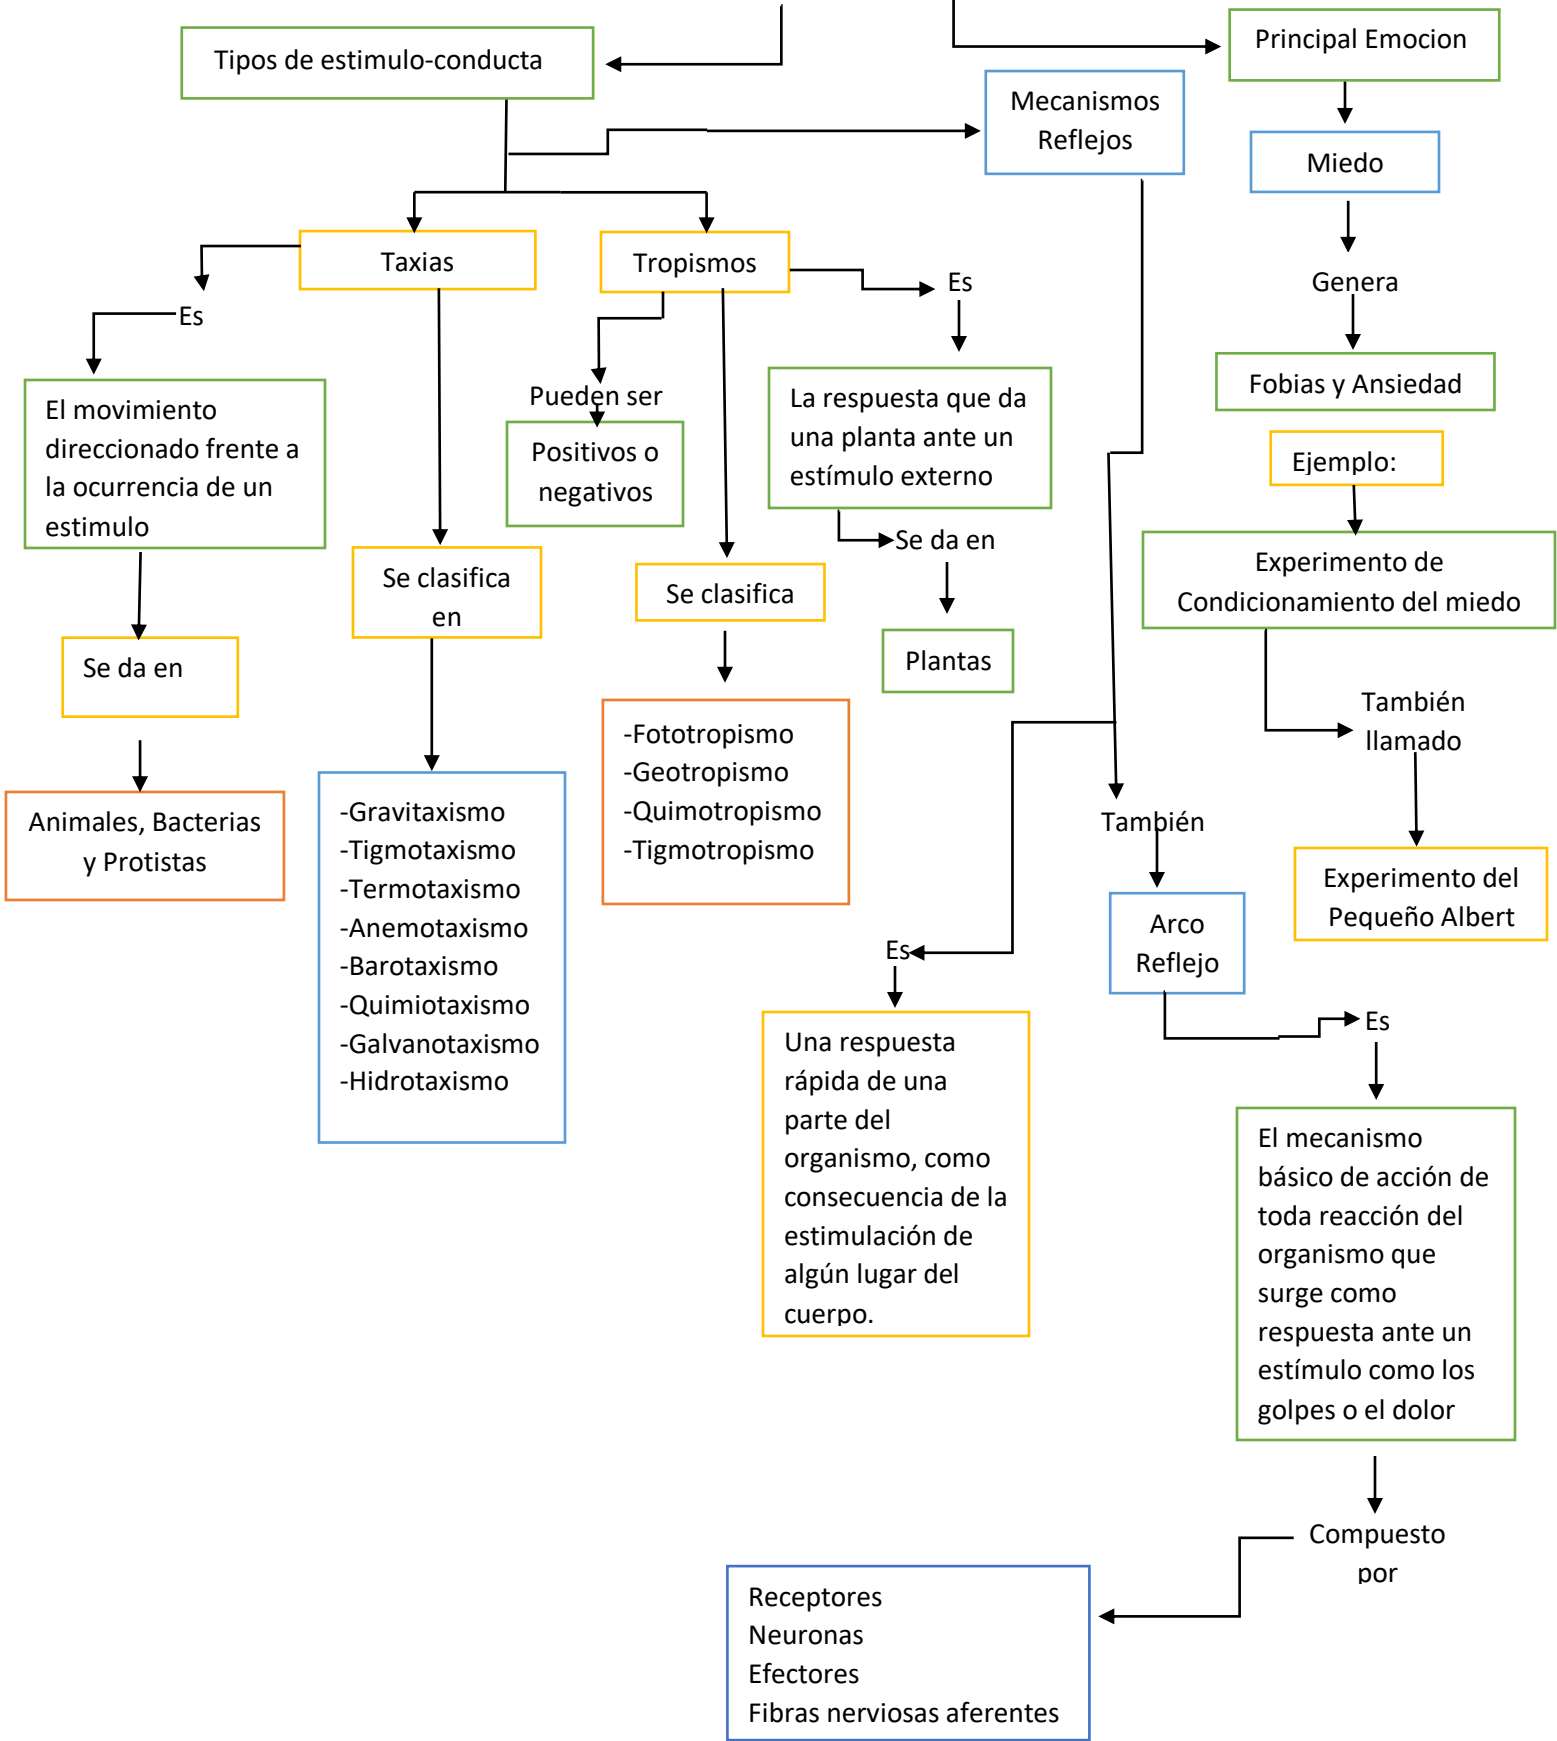 Tipos de estimulo-conducta
Principal Emocion
Mecanismos
Reflejos
Miedo
Taxias
Tropismos
Es
Genera
Es
Fobias y Ansiedad
El movimiento
direccionado frente a
la ocurrencia de un
estimulo
Pueden ser
Positivos o
negativos
La respuesta que da
una planta ante un
estímulo externo
Ejemplo:
Se da en
Experimento de
Condicionamiento del miedo
Se clasifica
en
Se clasifica
Se da en
Plantas
También
llamado
-Fototropismo
-Geotropismo
-Quimotropismo
-Tigmotropismo
Animales, Bacterias
y Protistas
-Gravitaxismo
-Tigmotaxismo
-Termotaxismo
-Anemotaxismo
-Barotaxismo
-Quimiotaxismo
-Galvanotaxismo
-Hidrotaxismo
También
Experimento del
Pequeño Albert
Arco
Reflejo
Es
Es
Una respuesta
rápida de una
parte del
organismo, como
consecuencia de la
estimulación de
algún lugar del
cuerpo.
El mecanismo
básico de acción de
toda reacción del
organismo que
surge como
respuesta ante un
estímulo como los
golpes o el dolor
Compuesto
por
Receptores
Neuronas
Efectores
Fibras nerviosas aferentes